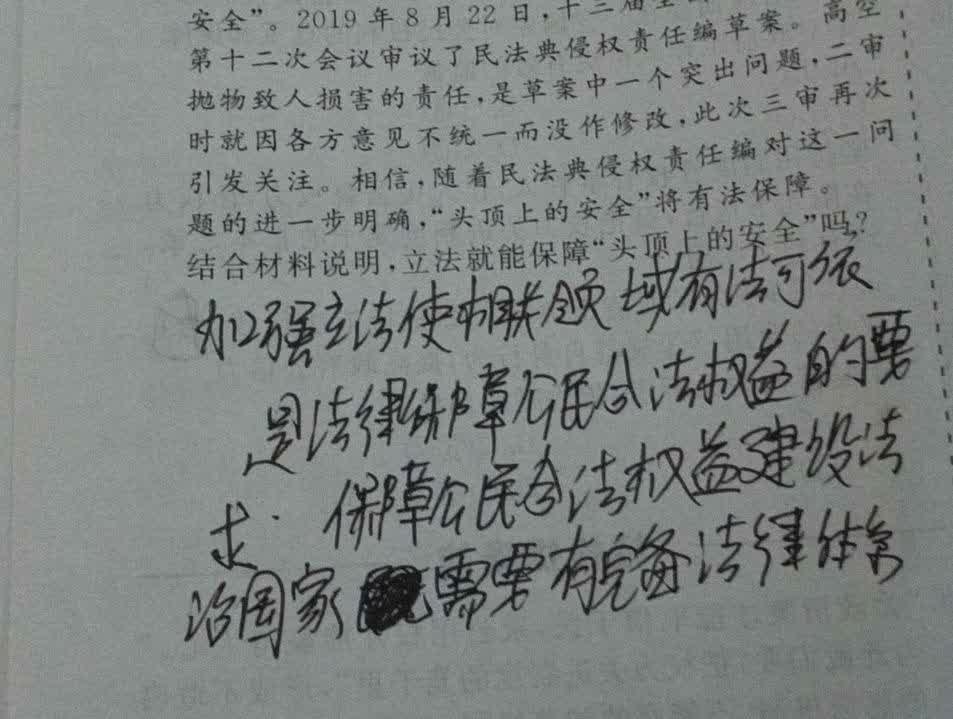 安全”。2019年8月22日,十三届全
第十二次会议审议了民法典侵权责任编草案。高空
抛物致人损害的责任,是草案中一个突出问题,二审
时就因各方意见不统一而没作修改,此次三审再次
引发关注。相信,随着民法典侵权责任编对这一问
题的进一步明确,“头顶上的安全”将有法保障。
结合材料说明,立法就能保障“头顶上的安全”吗?
加强立法使相联领域有法可依
是法律保障公民合法权益的要
求. 保障公民合法权益建设法
治国家 需要有完备法律体系